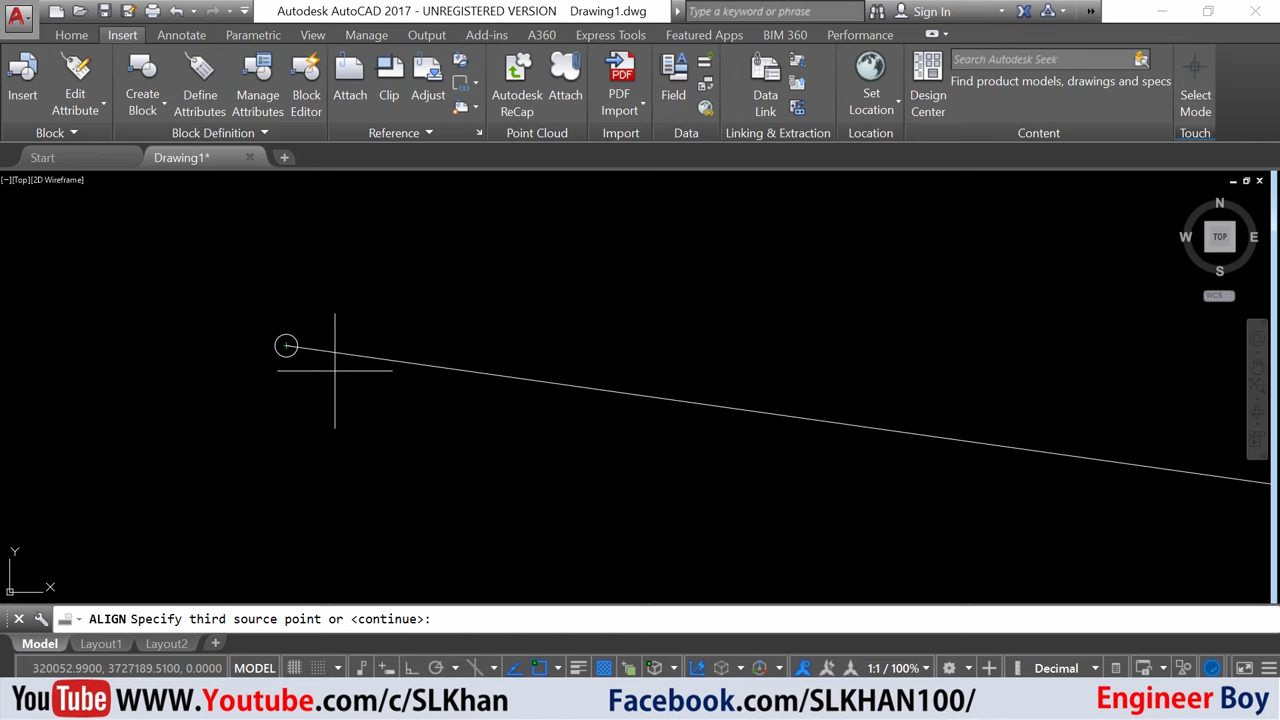 A Autodesk AutoCAD 2017 - UNREGISTERED VERSION Drawing1.dwg Type a keyword or phrase Sign In
Home Insert Annotate Parametric View Manage Output Add-ins A360 Express Tools Featured Apps BIM 360 Performance
Insert
Edit Attribute
Create Block
Define Attributes
Manage Attributes
Block Editor
Attach
Clip
Adjust
Autodesk ReCap
Attach
PDF
PDF Import
Field
Data Link
Set Location
Design Center
Autodesk Seek
Find product models, drawings and specs
Select Mode
Block Block Definition Reference Point Cloud Import Data Linking & Extraction Location Content Touch
Start Drawing1*
[−][Top][2D Wireframe]
N
W TOP E
S
WCS
Y
X
ALIGN Specify third source point or <continue>:
Model Layout1 Layout2
320052.9900, 3727189.5100, 0.0000 MODEL 1:1 / 100% Decimal
YouTube WWW.Youtube.com/c/SLKhan Facebook.com/SLKHAN100/ Engineer Boy